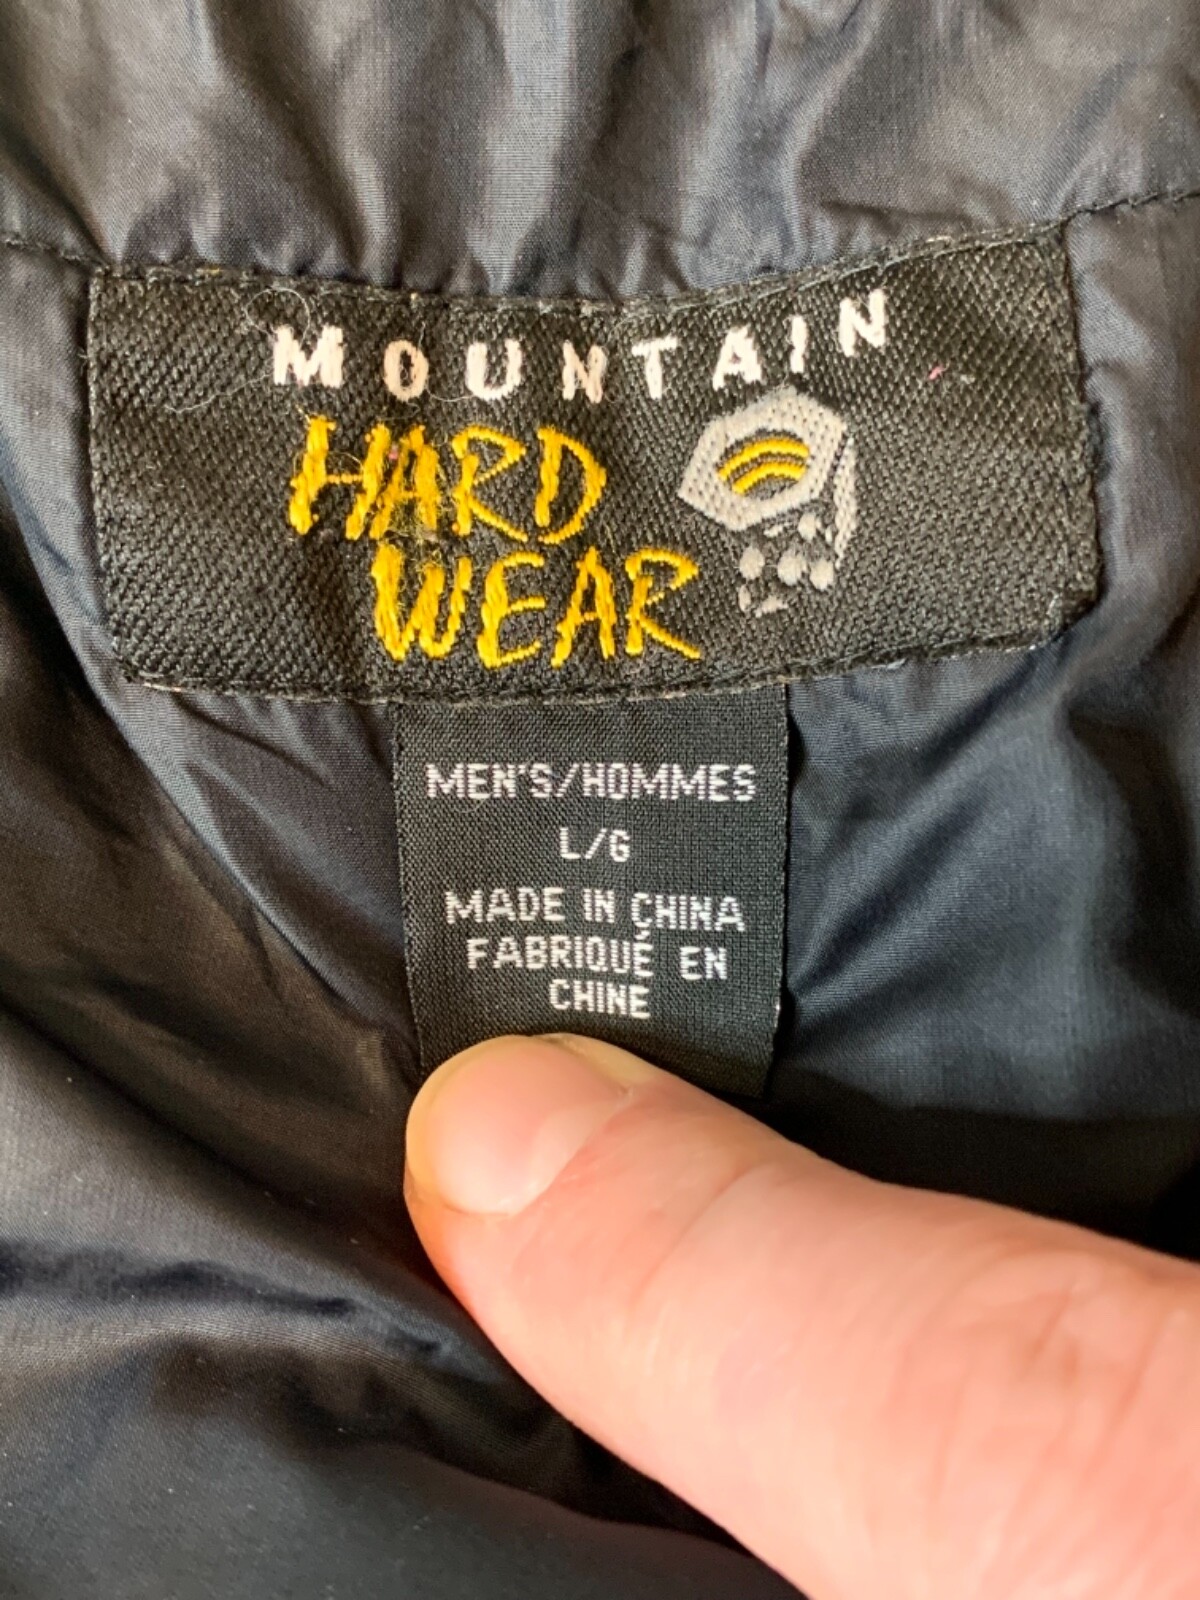 MOUNTAIN
HARD
WEAR
MEN'S/HOMMES
L/G
MADE IN CHINA
FABRIQUÉ EN
CHINE